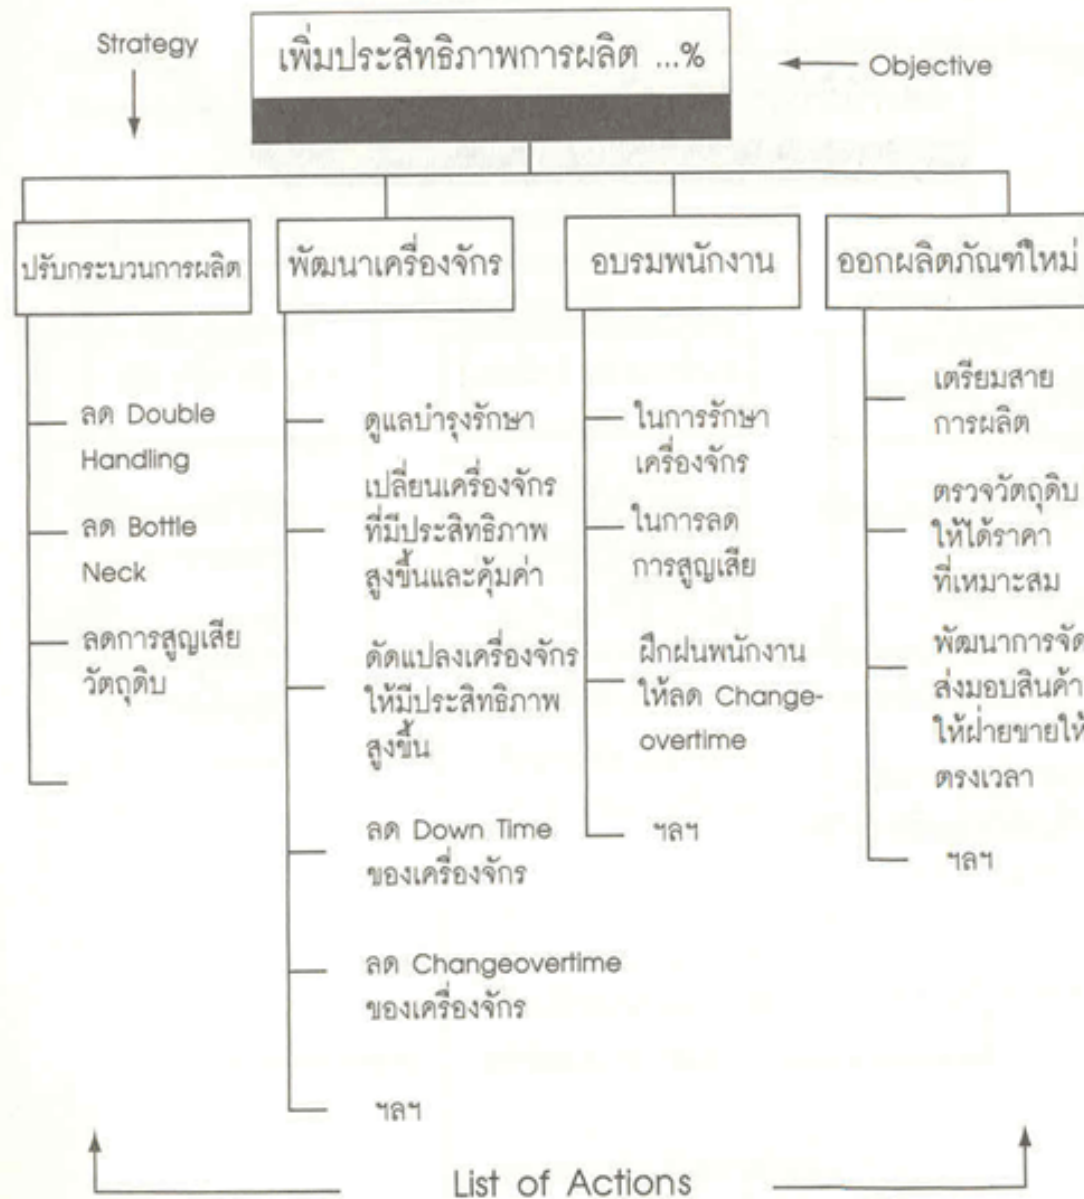 Strategy
เพิ่มประสิทธิภาพการผลิต ...%
Objective
ปรับกระบวนการผลิต
พัฒนาเครื่องจักร
อบรมพนักงาน
ออกผลิตภัณฑ์ใหม่
ลด Double
Handling
ลด Bottle
Neck
ลดการสูญเสีย
วัตถุดิบ
ดูแลบำรุงรักษา
เปลี่ยนเครื่องจักร
ที่มีประสิทธิภาพ
สูงขึ้นและคุ้มค่า
ดัดแปลงเครื่องจักร
ให้มีประสิทธิภาพ
สูงขึ้น
ลด Down Time
ของเครื่องจักร
ลด Changeovertime
ของเครื่องจักร
ฯลฯ
ในการรักษา
เครื่องจักร
ในการลด
การสูญเสีย
ฝึกฝนพนักงาน
ให้ลด Change-
overtime
ฯลฯ
เตรียมสาย
การผลิต
ตรวจวัตถุดิบ
ให้ได้ราคา
ที่เหมาะสม
พัฒนาการจัด
ส่งมอบสินค้า
ให้ฝ่ายขายให้
ตรงเวลา
ฯลฯ
List of Actions